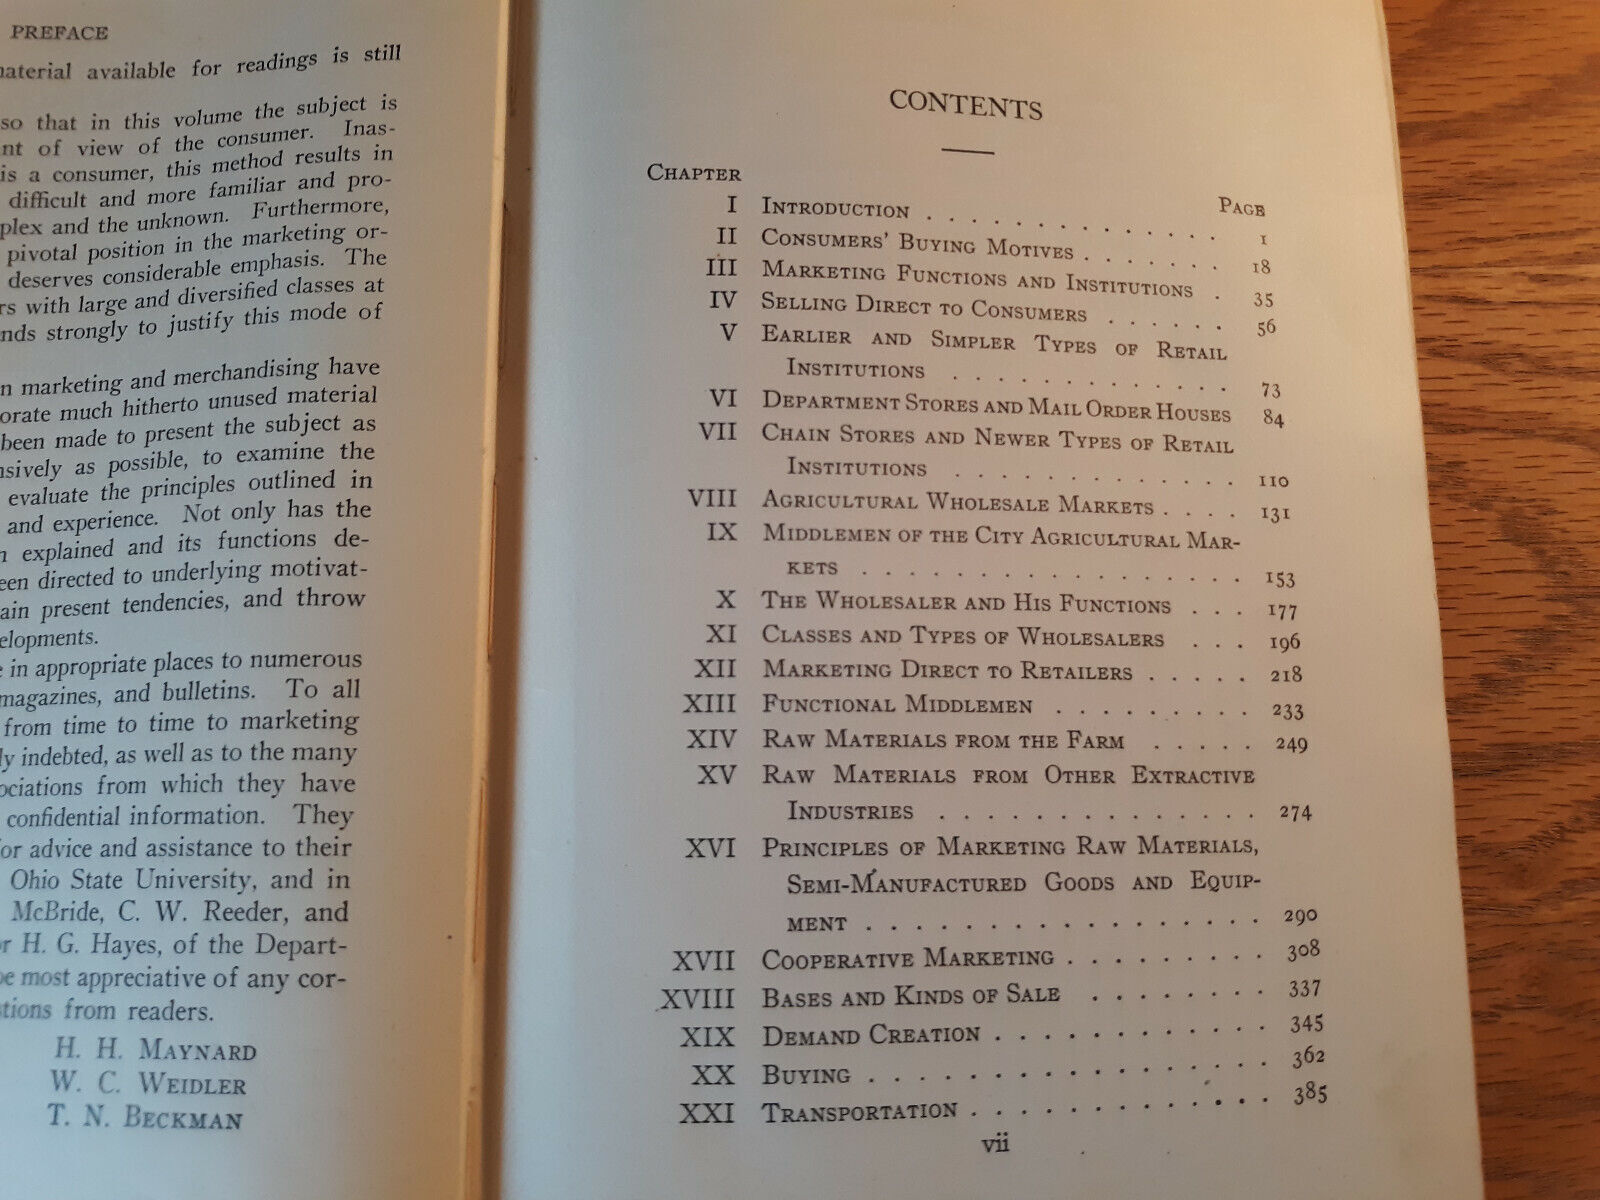 PREFACE
material available for readings is still
so that in this volume the subject is
of view of the consumer. Inas-
is a consumer, this method results in
difficult and more familiar and pro-
and the unknown. Furthermore,
pivotal position in the marketing or-
deserves considerable emphasis. The
with large and diversified classes at
strongly to justify this mode of
marketing and merchandising have
much hitherto unused material
been made to present the subject as
as possible, to examine the
evaluate the principles outlined in
and experience. Not only has the
explained and its functions de-
directed to underlying motivat-
present tendencies, and throw
in appropriate places to numerous
magazines, and bulletins. To all
from time to time to marketing
indebted, as well as to the many
from which they have
confidential information. They
for advice and assistance to their
Ohio State University, and in
McBride, C. W. Reeder, and
H. G. Hayes, of the Depart-
most appreciative of any cor-
from readers.
H. H. MAYNARD
W. C. WEIDLER
T. N. BECKMAN
CONTENTS
CHAPTER PAGE
I INTRODUCTION . . . . . . . . . . . 1
II CONSUMERS' BUYING MOTIVES . . . . . 18
III MARKETING FUNCTIONS AND INSTITUTIONS . 35
IV SELLING DIRECT TO CONSUMERS . . . . . 56
V EARLIER AND SIMPLER TYPES OF RETAIL
INSTITUTIONS . . . . . . . . . . 73
VI DEPARTMENT STORES AND MAIL ORDER HOUSES 84
VII CHAIN STORES AND NEWER TYPES OF RETAIL
INSTITUTIONS . . . . . . . . . . 110
VIII AGRICULTURAL WHOLESALE MARKETS . . . . 131
IX MIDDLEMEN OF THE CITY AGRICULTURAL MAR-
KETS . . . . . . . . . . . . . . 153
X THE WHOLESALER AND HIS FUNCTIONS . . . 177
XI CLASSES AND TYPES OF WHOLESALERS . . . 196
XII MARKETING DIRECT TO RETAILERS . . . . . 218
XIII FUNCTIONAL MIDDLEMEN . . . . . . . . 233
XIV RAW MATERIALS FROM THE FARM . . . . . 249
XV RAW MATERIALS FROM OTHER EXTRACTIVE
INDUSTRIES . . . . . . . . . . . . 274
XVI PRINCIPLES OF MARKETING RAW MATERIALS,
SEMI-MANUFACTURED GOODS AND EQUIP-
MENT . . . . . . . . . . . . . . . 290
XVII COOPERATIVE MARKETING . . . . . . . . 308
XVIII BASES AND KINDS OF SALE . . . . . . . 337
XIX DEMAND CREATION . . . . . . . . . . 345
XX BUYING . . . . . . . . . . . . . . 362
XXI TRANSPORTATION . . . . . . . . . . . 385
vii